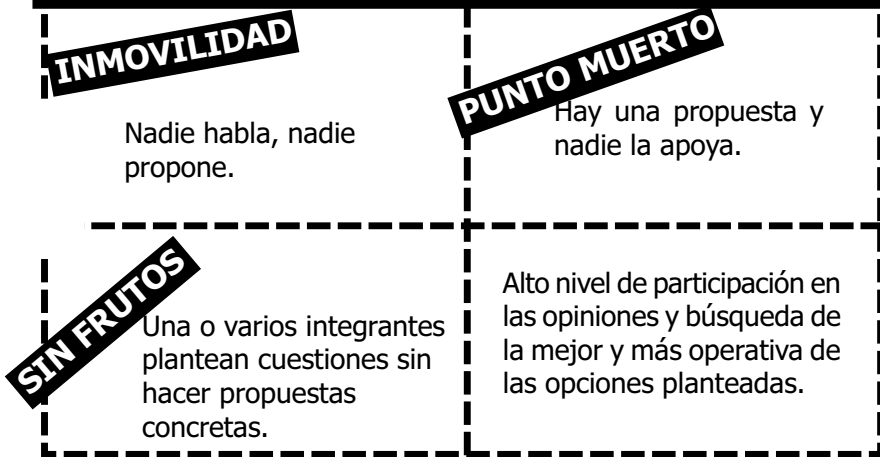 INMOVILIDAD
Nadie habla, nadie
propone.
PUNTO MUERTO
Hay una propuesta y
nadie la apoya.
SIN FRUTOS
Una o varios integrantes
plantean cuestiones sin
hacer propuestas
concretas.
Alto nivel de participación en
las opiniones y búsqueda de
la mejor y más operativa de
las opciones planteadas.